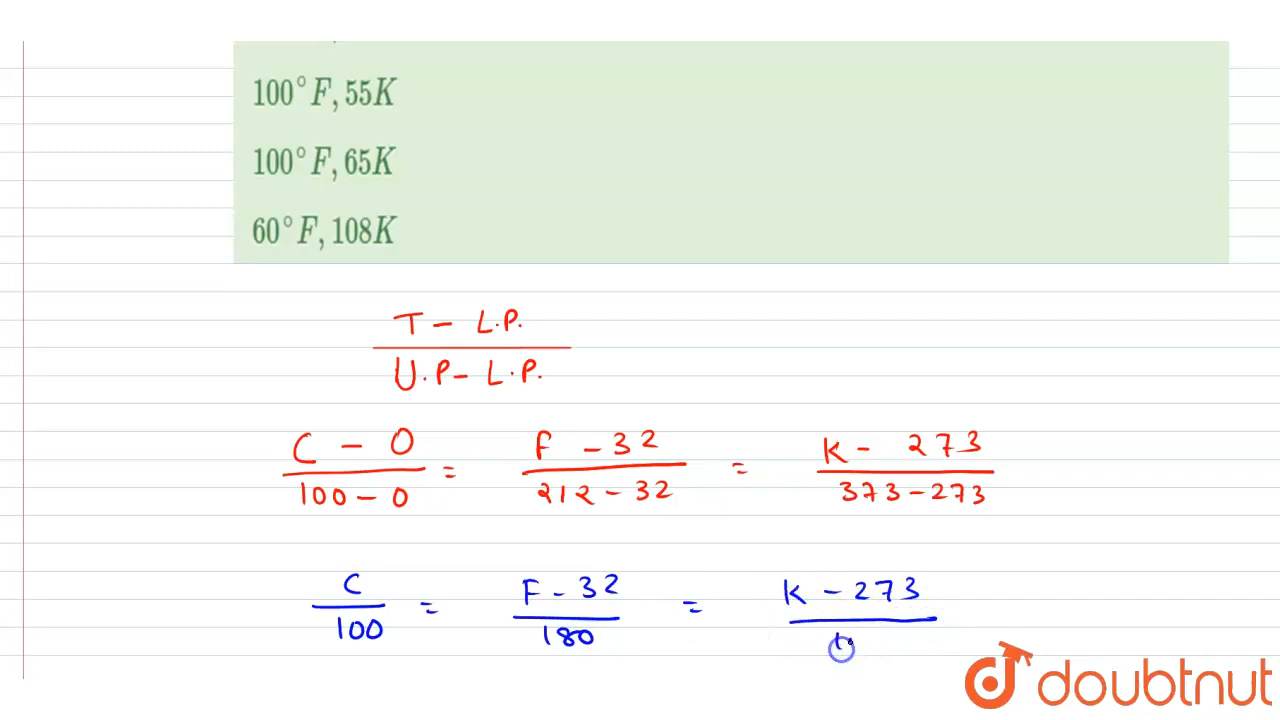 100°F, 55K
100°F, 65K
60°F, 108K
T - L.P.
U.P - L.P.
C - 0 F - 32 K - 273
100 - 0 = 212 - 32 = 373 - 273
C F - 32 K - 273
100 = 180 = 10
doubtnut